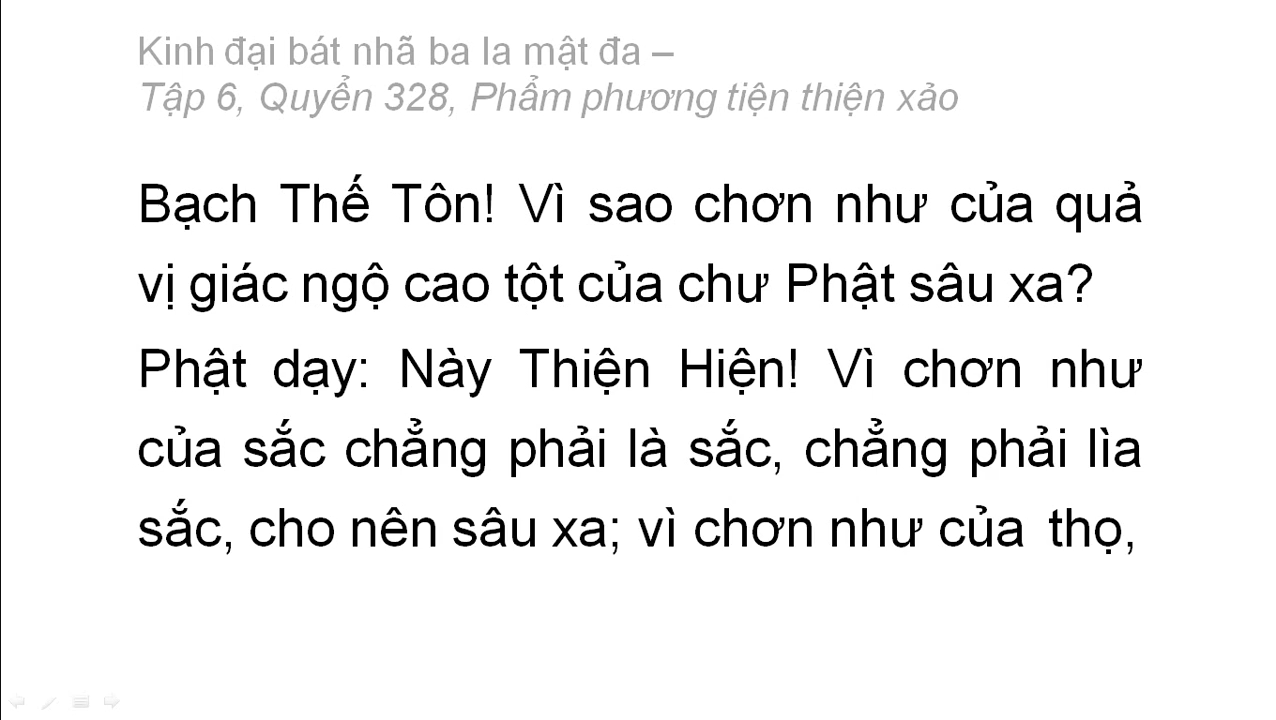 Kinh đại bát nhã ba la mật đa –
Tập 6, Quyển 328, Phẩm phương tiện thiện xảo
Bạch Thế Tôn! Vì sao chơn như của quả
vị giác ngộ cao tột của chư Phật sâu xa?
Phật dạy: Này Thiện Hiện! Vì chơn như
của sắc chẳng phải là sắc, chẳng phải lìa
sắc, cho nên sâu xa; vì chơn như của thọ,